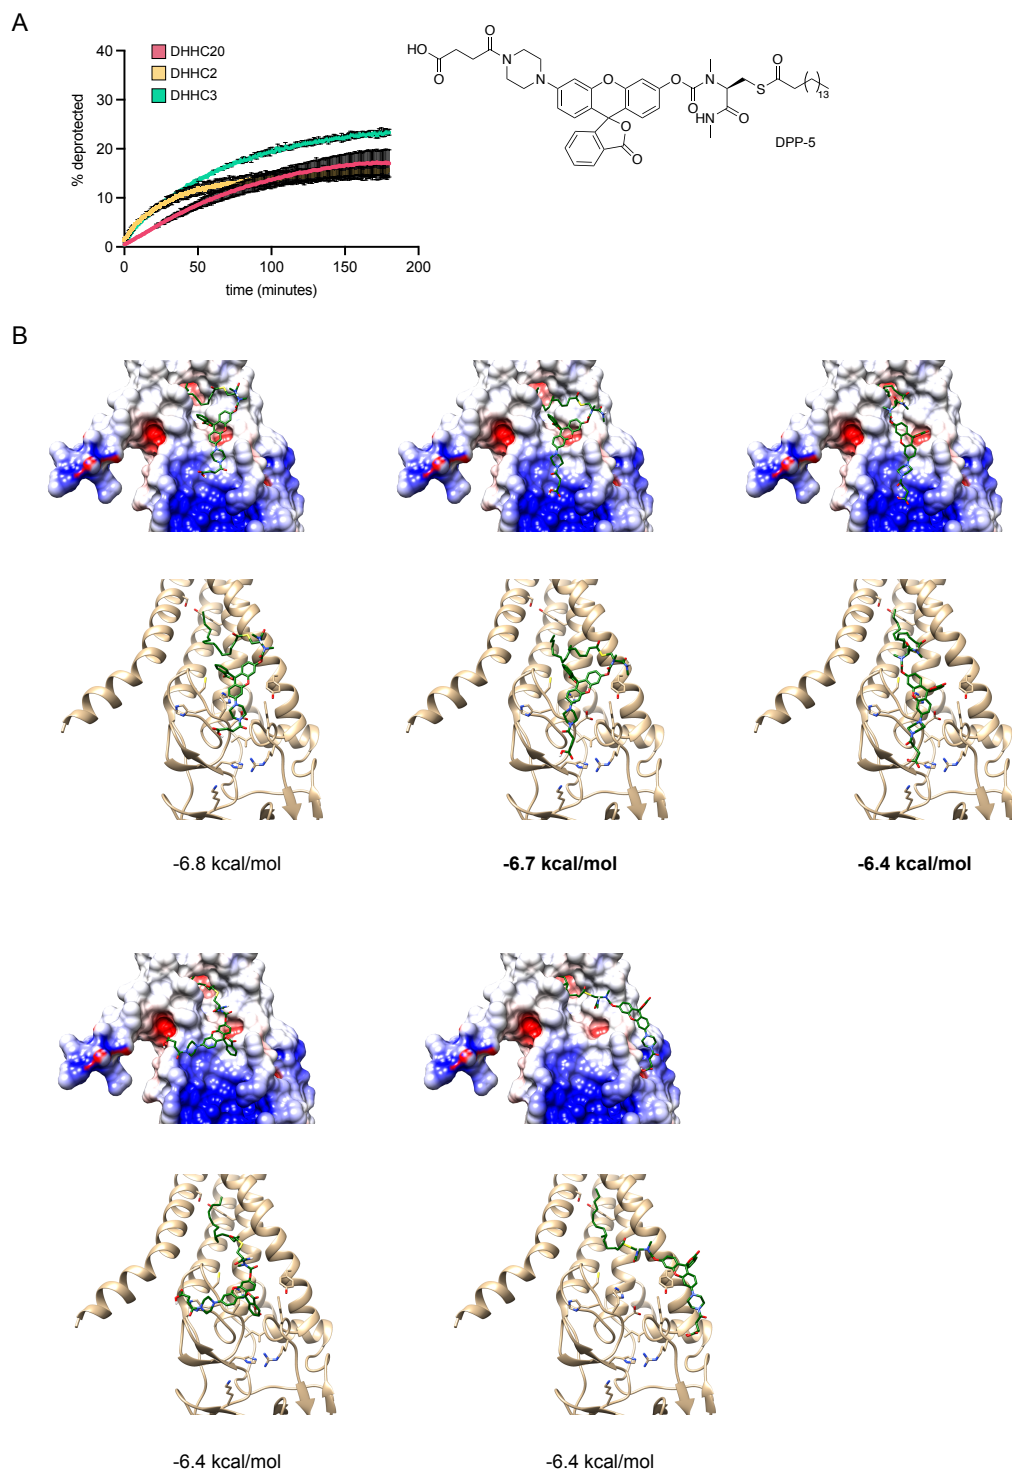 A
DHHC20
DHHC2
DHHC3
40
30
20
10
0
% deprotected
0 50 100 150 200
time (minutes)
HO
O
O
N
N
O
O
O
O
O
N
HN
O
S
O
13
DPP-5
B
-6.8 kcal/mol
-6.7 kcal/mol
-6.4 kcal/mol
-6.4 kcal/mol
-6.4 kcal/mol